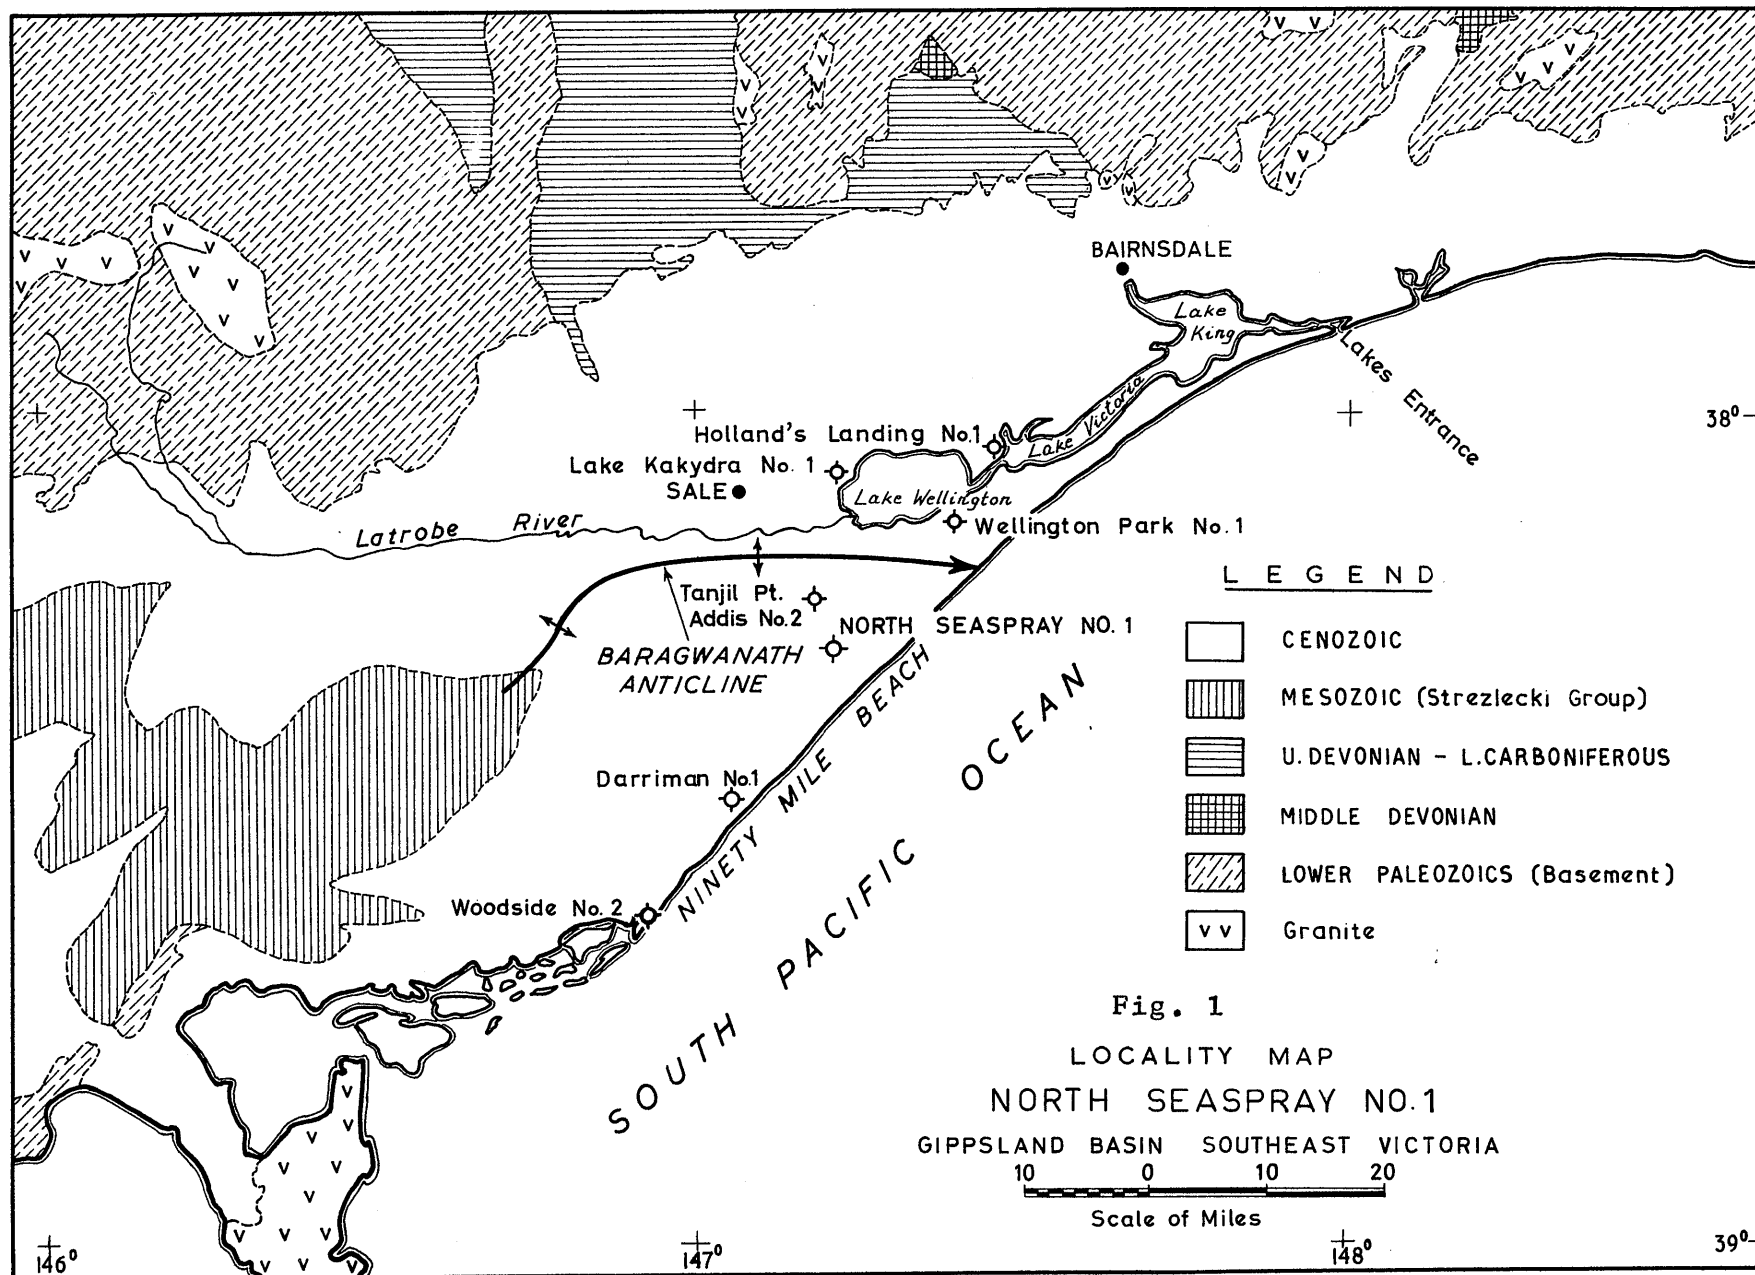 BAIRNSDALE
Lake
King
Lakes Entrance
38°
Lake Victoria
Holland's Landing No.1
Lake Kakydra No. 1
SALE
Lake Wellington
Latrobe River
Wellington Park No.1
Tanjil Pt.
Addis No.2
NORTH SEASPRAY NO. 1
BARAGWANATH
ANTICLINE
NINETY MILE BEACH
Darriman No.1
Woodside No. 2
SOUTH PACIFIC OCEAN
LEGEND
CENOZOIC
MESOZOIC (Strezlecki Group)
U. DEVONIAN - L. CARBONIFEROUS
MIDDLE DEVONIAN
LOWER PALEOZOICS (Basement)
v v Granite
Fig. 1
LOCALITY MAP
NORTH SEASPRAY NO.1
GIPPSLAND BASIN SOUTHEAST VICTORIA
10 0 10 20
Scale of Miles
146° 147° 148° 39°